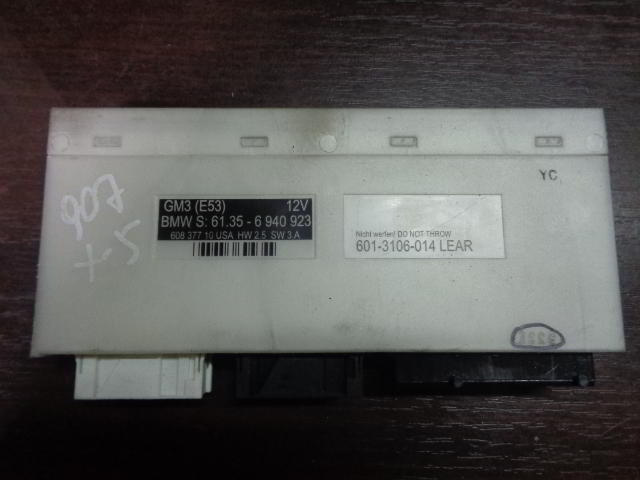 YC
907
X-5
GM3 (E53) 12V
BMW S: 61.35 - 6 940 923
608 377 10 USA HW 2.5 SW 3.A
Nicht werfen! DO NOT THROW
601-3106-014 LEAR